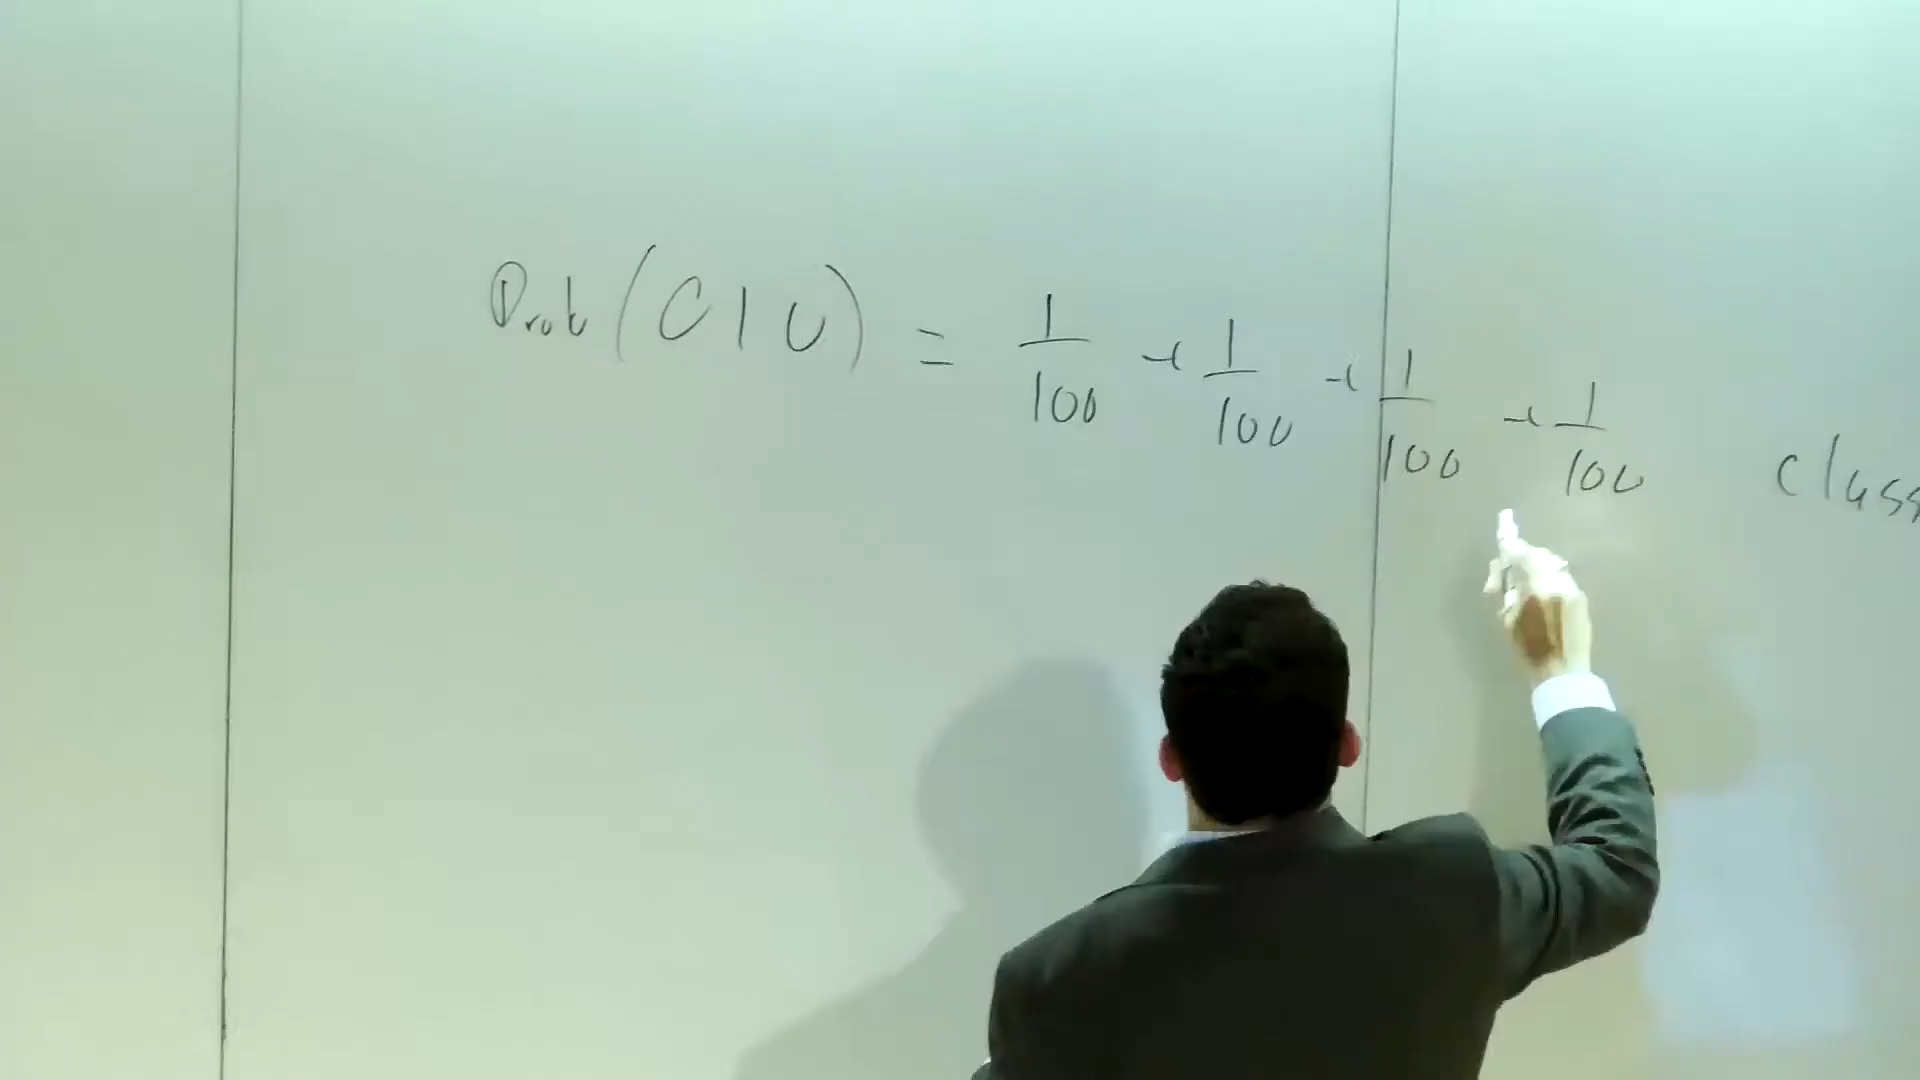 Prob (C | U) = 1/100 + 1/100 + 1/100 + 1/100 class